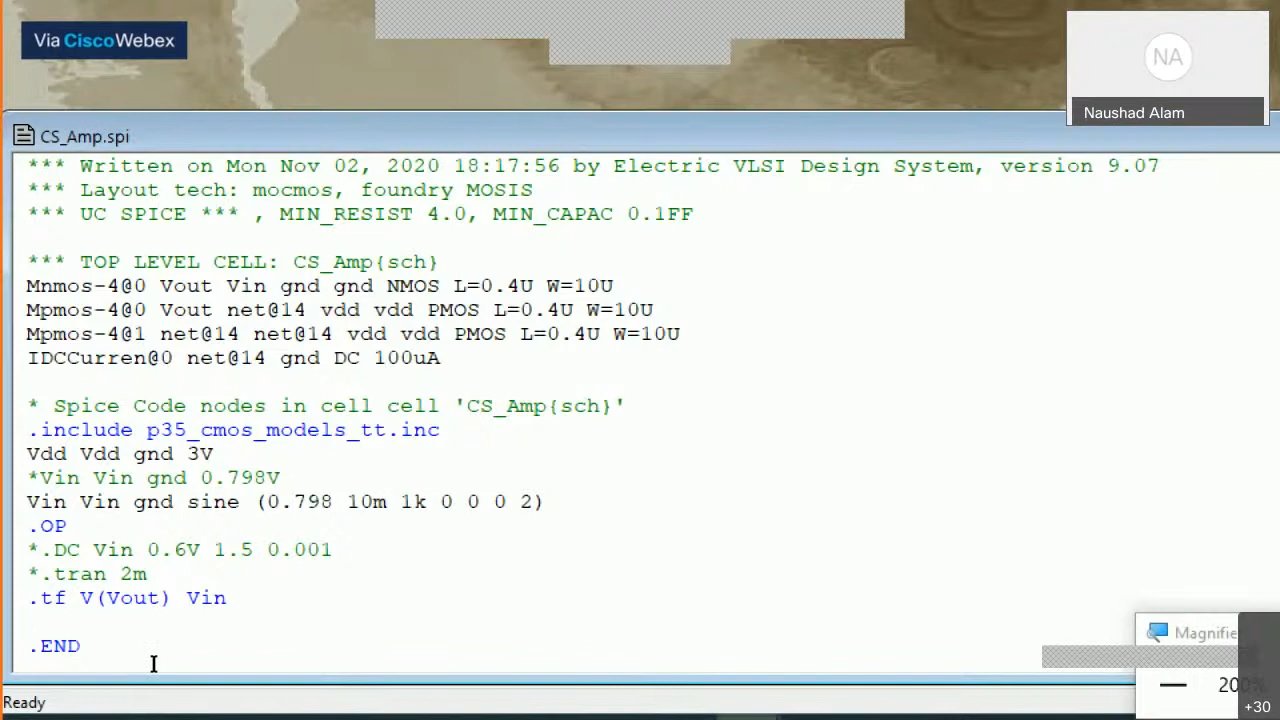 Via CiscoWebex
NA
Naushad Alam
CS_Amp.spi
*** Written on Mon Nov 02, 2020 18:17:56 by Electric VLSI Design System, version 9.07
*** Layout tech: mocmos, foundry MOSIS
*** UC SPICE *** , MIN_RESIST 4.0, MIN_CAPAC 0.1FF
*** TOP LEVEL CELL: CS_Amp{sch}
Mnmos-4@0 Vout Vin gnd gnd NMOS L=0.4U W=10U
Mpmos-4@0 Vout net@14 vdd vdd PMOS L=0.4U W=10U
Mpmos-4@1 net@14 net@14 vdd vdd PMOS L=0.4U W=10U
IDCCurren@0 net@14 gnd DC 100uA
* Spice Code nodes in cell cell 'CS_Amp{sch}'
.include p35_cmos_models_tt.inc
Vdd Vdd gnd 3V
*Vin Vin gnd 0.798V
Vin Vin gnd sine (0.798 10m 1k 0 0 0 2)
.OP
*.DC Vin 0.6V 1.5 0.001
*.tran 2m
.tf V(Vout) Vin
.END
Magnifie
200%
+30
Ready